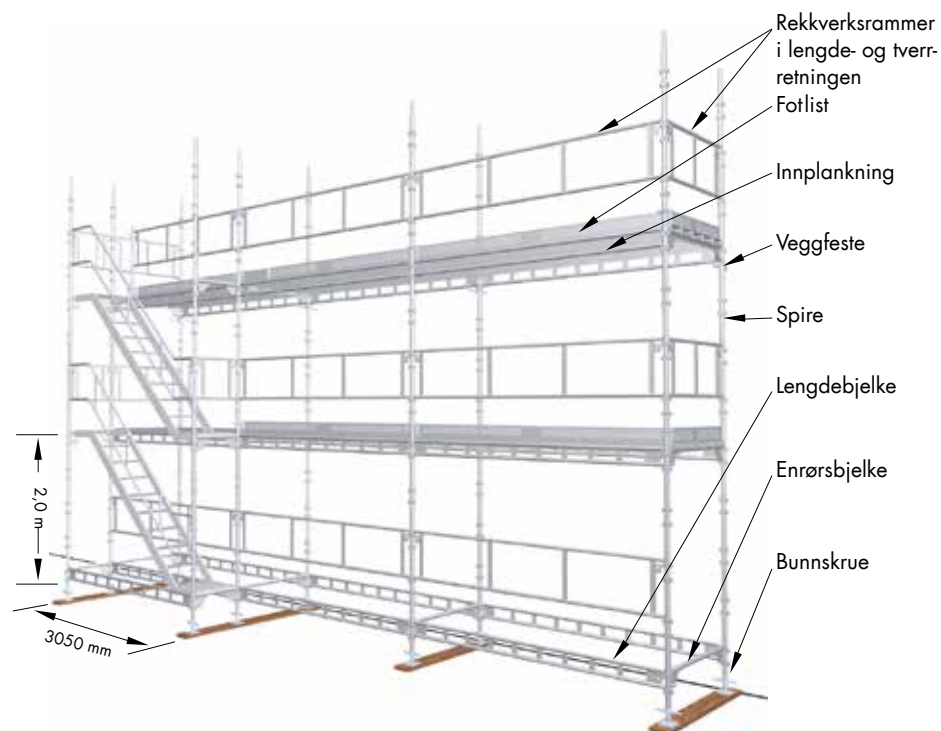 Rekkverksrammer
i lengde- og tverr-
retningen
Fotlist
Innplankning
Veggfeste
Spire
Lengdebjelke
Enrørsbjelke
Bunnskrue
2,0 m
3050 mm